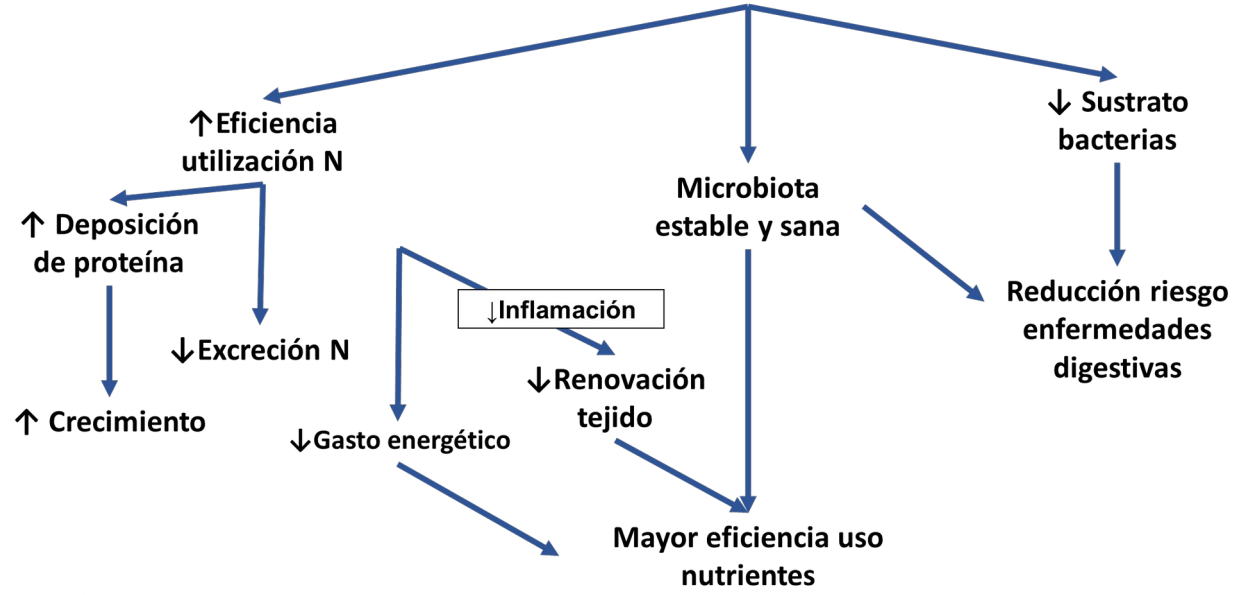 ↑Eficiencia
utilización N
↓ Sustrato
bacterias
Microbiota
estable y sana
↑ Deposición
de proteína
↓Inflamación
Reducción riesgo
enfermedades
digestivas
↓Excreción N
↓Renovación
tejido
↑ Crecimiento
↓Gasto energético
Mayor eficiencia uso
nutrientes